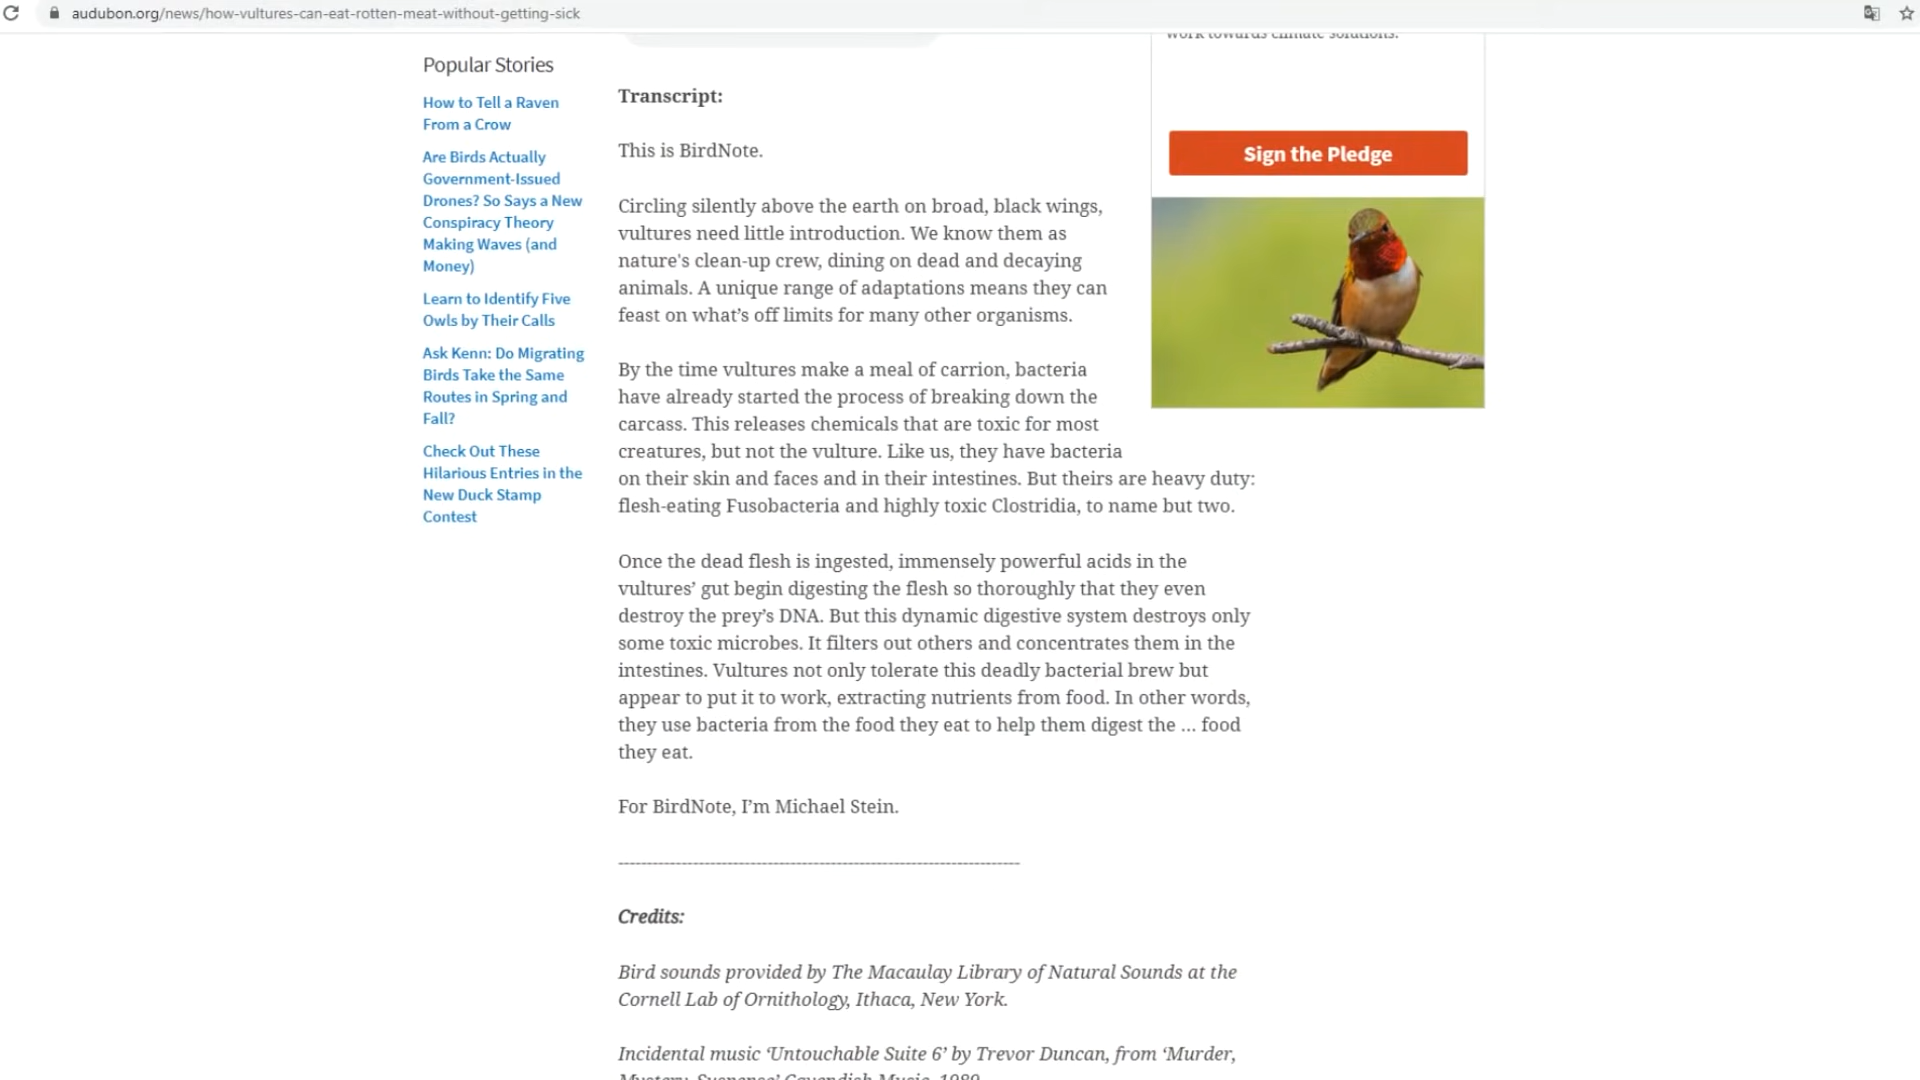 audubon.org/news/how-vultures-can-eat-rotten-meat-without-getting-sick
Popular Stories
How to Tell a Raven
From a Crow
Are Birds Actually
Government-Issued
Drones? So Says a New
Conspiracy Theory
Making Waves (and
Money)
Learn to Identify Five
Owls by Their Calls
Ask Kenn: Do Migrating
Birds Take the Same
Routes in Spring and
Fall?
Check Out These
Hilarious Entries in the
New Duck Stamp
Contest
Transcript:
This is BirdNote.
Circling silently above the earth on broad, black wings,
vultures need little introduction. We know them as
nature's clean-up crew, dining on dead and decaying
animals. A unique range of adaptations means they can
feast on what’s off limits for many other organisms.
By the time vultures make a meal of carrion, bacteria
have already started the process of breaking down the
carcass. This releases chemicals that are toxic for most
creatures, but not the vulture. Like us, they have bacteria
on their skin and faces and in their intestines. But theirs are heavy duty:
flesh-eating Fusobacteria and highly toxic Clostridia, to name but two.
Once the dead flesh is ingested, immensely powerful acids in the
vultures’ gut begin digesting the flesh so thoroughly that they even
destroy the prey’s DNA. But this dynamic digestive system destroys only
some toxic microbes. It filters out others and concentrates them in the
intestines. Vultures not only tolerate this deadly bacterial brew but
appear to put it to work, extracting nutrients from food. In other words,
they use bacteria from the food they eat to help them digest the … food
they eat.
For BirdNote, I’m Michael Stein.
Credits:
Bird sounds provided by The Macaulay Library of Natural Sounds at the
Cornell Lab of Ornithology, Ithaca, New York.
Incidental music ‘Untouchable Suite 6’ by Trevor Duncan, from ‘Murder,
Mystery, Suspense’ Cavendish Music, 1989.
work towards climate solutions.
Sign the Pledge